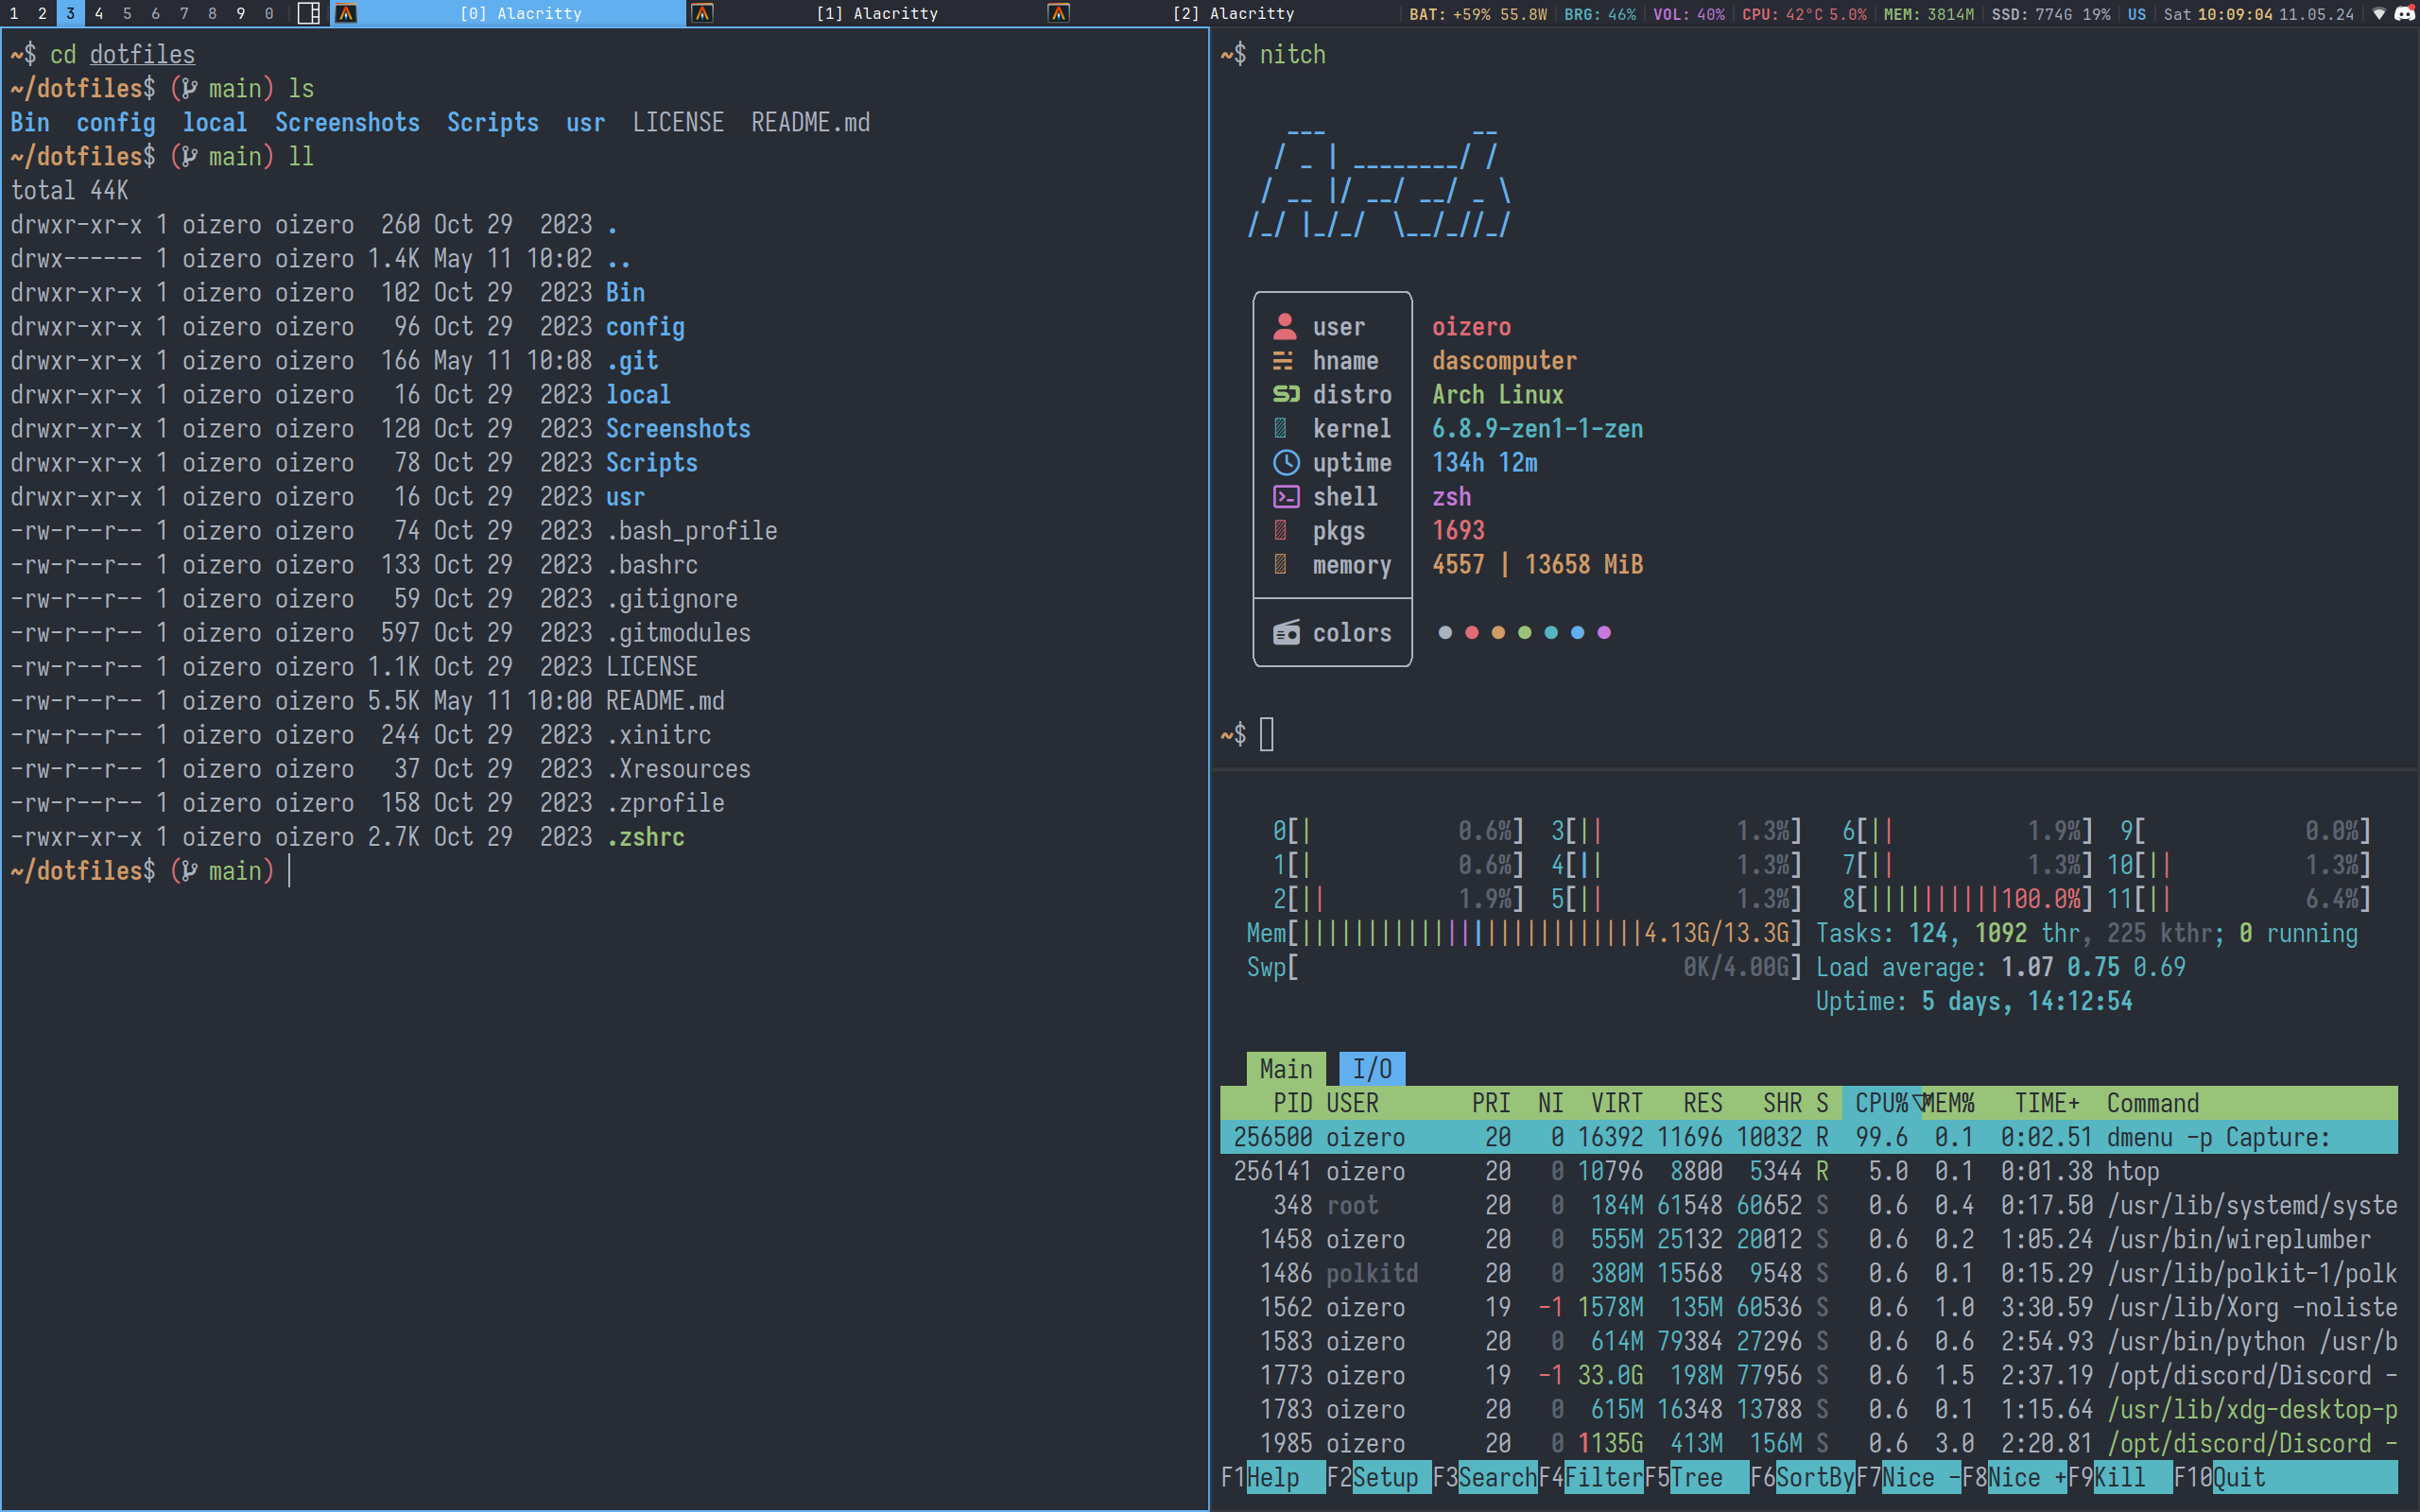 1 2 3 4 5 6 7 8 9 0 [0] Alacritty [1] Alacritty [2] Alacritty BAT: +59% 55.8W BRG: 46% VOL: 40% CPU: 42°C 5.0% MEM: 3814M SSD: 774G 19% US Sat 10:09:04 11.05.24
~$ cd dotfiles
~/dotfiles$ ( main) ls
Bin config local Screenshots Scripts usr LICENSE README.md
~/dotfiles$ ( main) ll
total 44K
drwxr-xr-x 1 oizero oizero 260 Oct 29 2023 .
drwx------ 1 oizero oizero 1.4K May 11 10:02 ..
drwxr-xr-x 1 oizero oizero 102 Oct 29 2023 Bin
drwxr-xr-x 1 oizero oizero 96 Oct 29 2023 config
drwxr-xr-x 1 oizero oizero 166 May 11 10:08 .git
drwxr-xr-x 1 oizero oizero 16 Oct 29 2023 local
drwxr-xr-x 1 oizero oizero 120 Oct 29 2023 Screenshots
drwxr-xr-x 1 oizero oizero 78 Oct 29 2023 Scripts
drwxr-xr-x 1 oizero oizero 16 Oct 29 2023 usr
-rw-r--r-- 1 oizero oizero 74 Oct 29 2023 .bash_profile
-rw-r--r-- 1 oizero oizero 133 Oct 29 2023 .bashrc
-rw-r--r-- 1 oizero oizero 59 Oct 29 2023 .gitignore
-rw-r--r-- 1 oizero oizero 597 Oct 29 2023 .gitmodules
-rw-r--r-- 1 oizero oizero 1.1K Oct 29 2023 LICENSE
-rw-r--r-- 1 oizero oizero 5.5K May 11 10:00 README.md
-rw-r--r-- 1 oizero oizero 244 Oct 29 2023 .xinitrc
-rw-r--r-- 1 oizero oizero 37 Oct 29 2023 .Xresources
-rw-r--r-- 1 oizero oizero 158 Oct 29 2023 .zprofile
-rwxr-xr-x 1 oizero oizero 2.7K Oct 29 2023 .zshrc
~/dotfiles$ ( main)
~$ nitch
Arch
user oizero
hname dascomputer
distro Arch Linux
kernel 6.8.9-zen1-1-zen
uptime 134h 12m
shell zsh
pkgs 1693
memory 4557 | 13658 MiB
colors
~$
0[| 0.6%] 3[|| 1.3%] 6[|| 1.9%] 9[ 0.0%]
1[| 0.6%] 4[|| 1.3%] 7[|| 1.3%] 10[|| 1.3%]
2[|| 1.9%] 5[|| 1.3%] 8[||||||||||100.0%] 11[|| 6.4%]
Mem[||||||||||||||||||||||||||4.13G/13.3G] Tasks: 124, 1092 thr, 225 kthr; 0 running
Swp[ 0K/4.00G] Load average: 1.07 0.75 0.69
Uptime: 5 days, 14:12:54
Main I/O
PID USER PRI NI VIRT RES SHR S CPU%▽MEM% TIME+ Command
256500 oizero 20 0 16392 11696 10032 R 99.6 0.1 0:02.51 dmenu -p Capture:
256141 oizero 20 0 10796 8800 5344 R 5.0 0.1 0:01.38 htop
348 root 20 0 184M 61548 60652 S 0.6 0.4 0:17.50 /usr/lib/systemd/syste
1458 oizero 20 0 555M 25132 20012 S 0.6 0.2 1:05.24 /usr/bin/wireplumber
1486 polkitd 20 0 380M 15568 9548 S 0.6 0.1 0:15.29 /usr/lib/polkit-1/polk
1562 oizero 19 -1 1578M 135M 60536 S 0.6 1.0 3:30.59 /usr/lib/Xorg -noliste
1583 oizero 20 0 614M 79384 27296 S 0.6 0.6 2:54.93 /usr/bin/python /usr/b
1773 oizero 19 -1 33.0G 198M 77956 S 0.6 1.5 2:37.19 /opt/discord/Discord -
1783 oizero 20 0 615M 16348 13788 S 0.6 0.1 1:15.64 /usr/lib/xdg-desktop-p
1985 oizero 20 0 1135G 413M 156M S 0.6 3.0 2:20.81 /opt/discord/Discord -
F1Help F2Setup F3SearchF4FilterF5Tree F6SortByF7Nice -F8Nice +F9Kill F10Quit